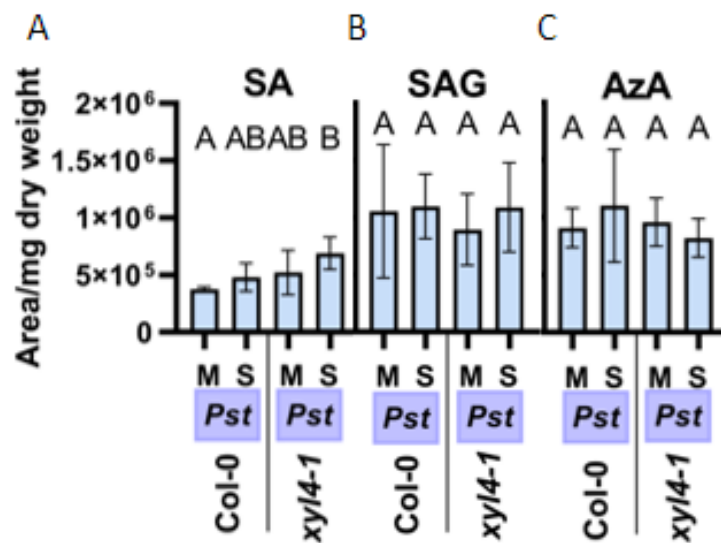 A B C
SA SAG AzA
Area/mg dry weight
2×10⁶
1.5×10⁶
1×10⁶
5×10⁵
0
A AB AB B
A A A A
A A A A
M S M S M S M S M S M S
Pst Pst Pst Pst Pst Pst
Col-0 xyl4-1 Col-0 xyl4-1 Col-0 xyl4-1